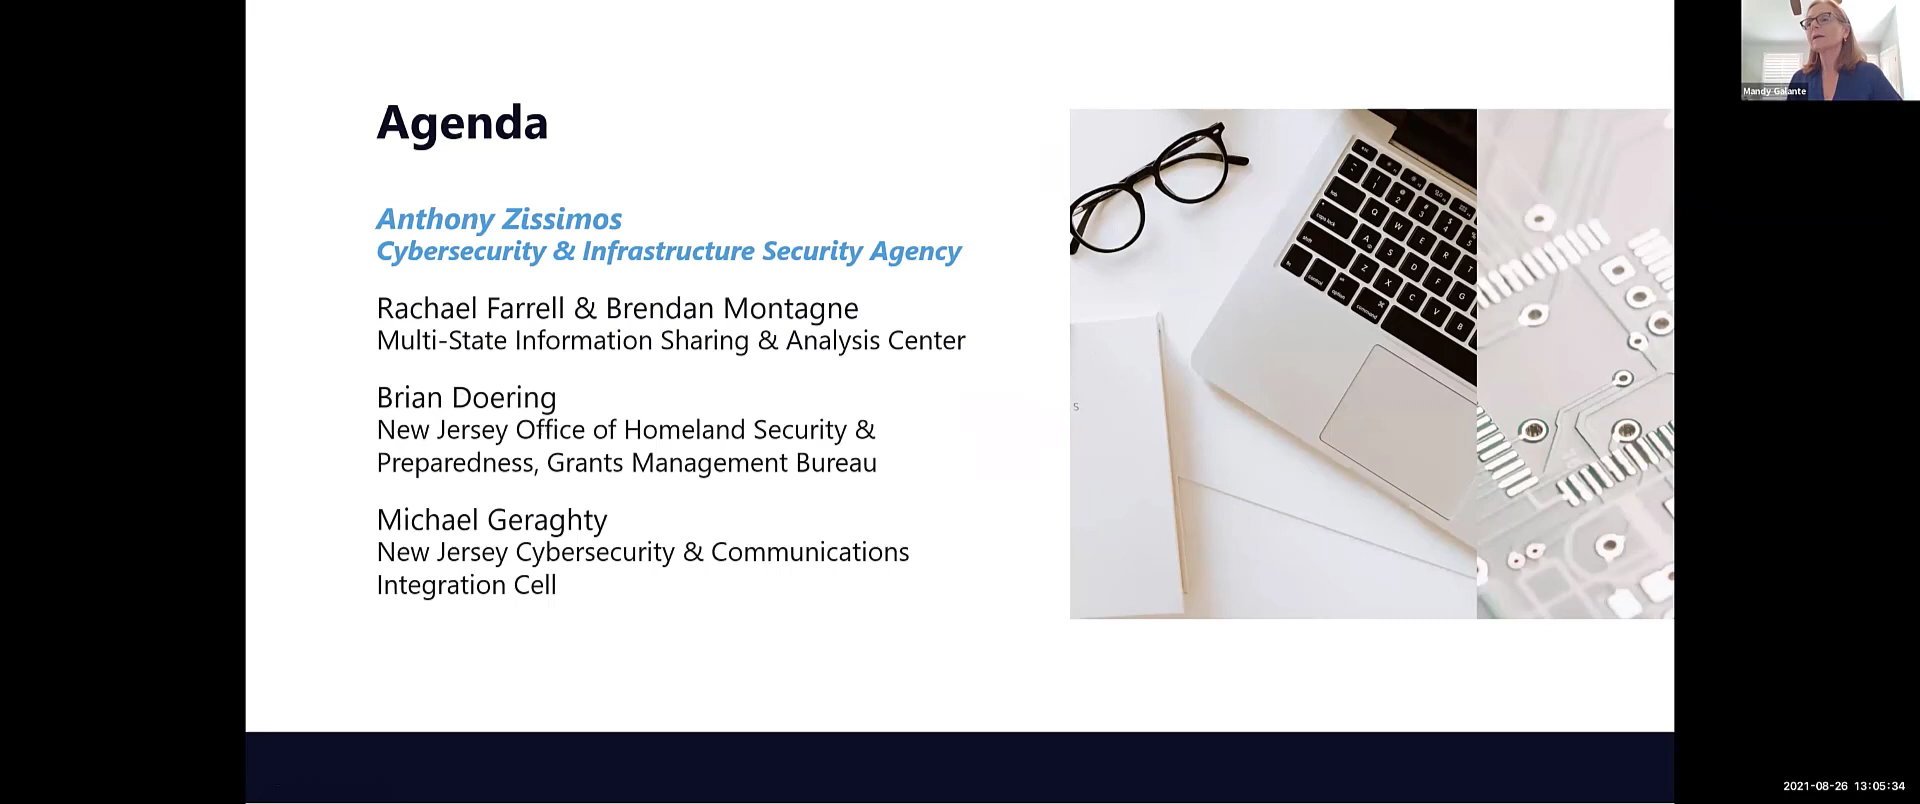 Agenda
Anthony Zissimos
Cybersecurity & Infrastructure Security Agency
Rachael Farrell & Brendan Montagne
Multi-State Information Sharing & Analysis Center
Brian Doering
New Jersey Office of Homeland Security &
Preparedness, Grants Management Bureau
Michael Geraghty
New Jersey Cybersecurity & Communications
Integration Cell
Mandy Galante
2021-08-26 13:05:34